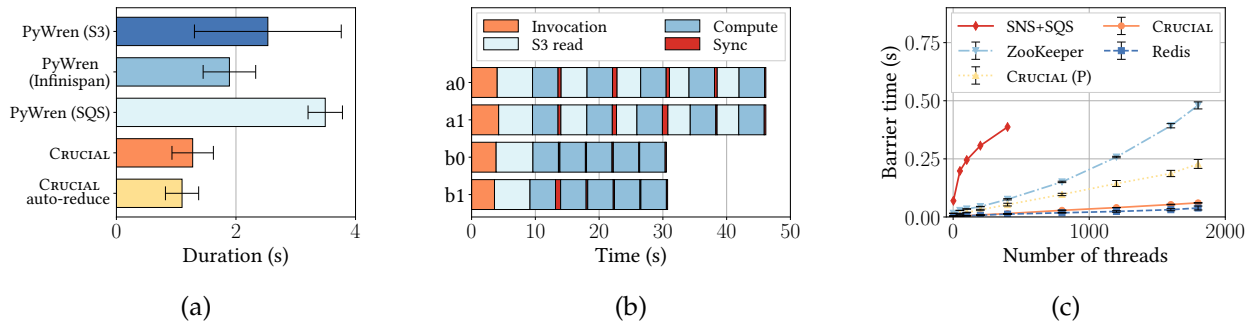 PyWren (S3)
PyWren
(Infinispan)
PyWren (SQS)
CRUCIAL
CRUCIAL
auto-reduce
0 2 4
Duration (s)
(a)
Invocation Compute
S3 read Sync
a0
a1
b0
b1
0 10 20 30 40 50
Time (s)
(b)
SNS+SQS CRUCIAL
ZooKeeper Redis
CRUCIAL (P)
Barrier time (s)
0.75
0.50
0.25
0.00
0 1000 2000
Number of threads
(c)